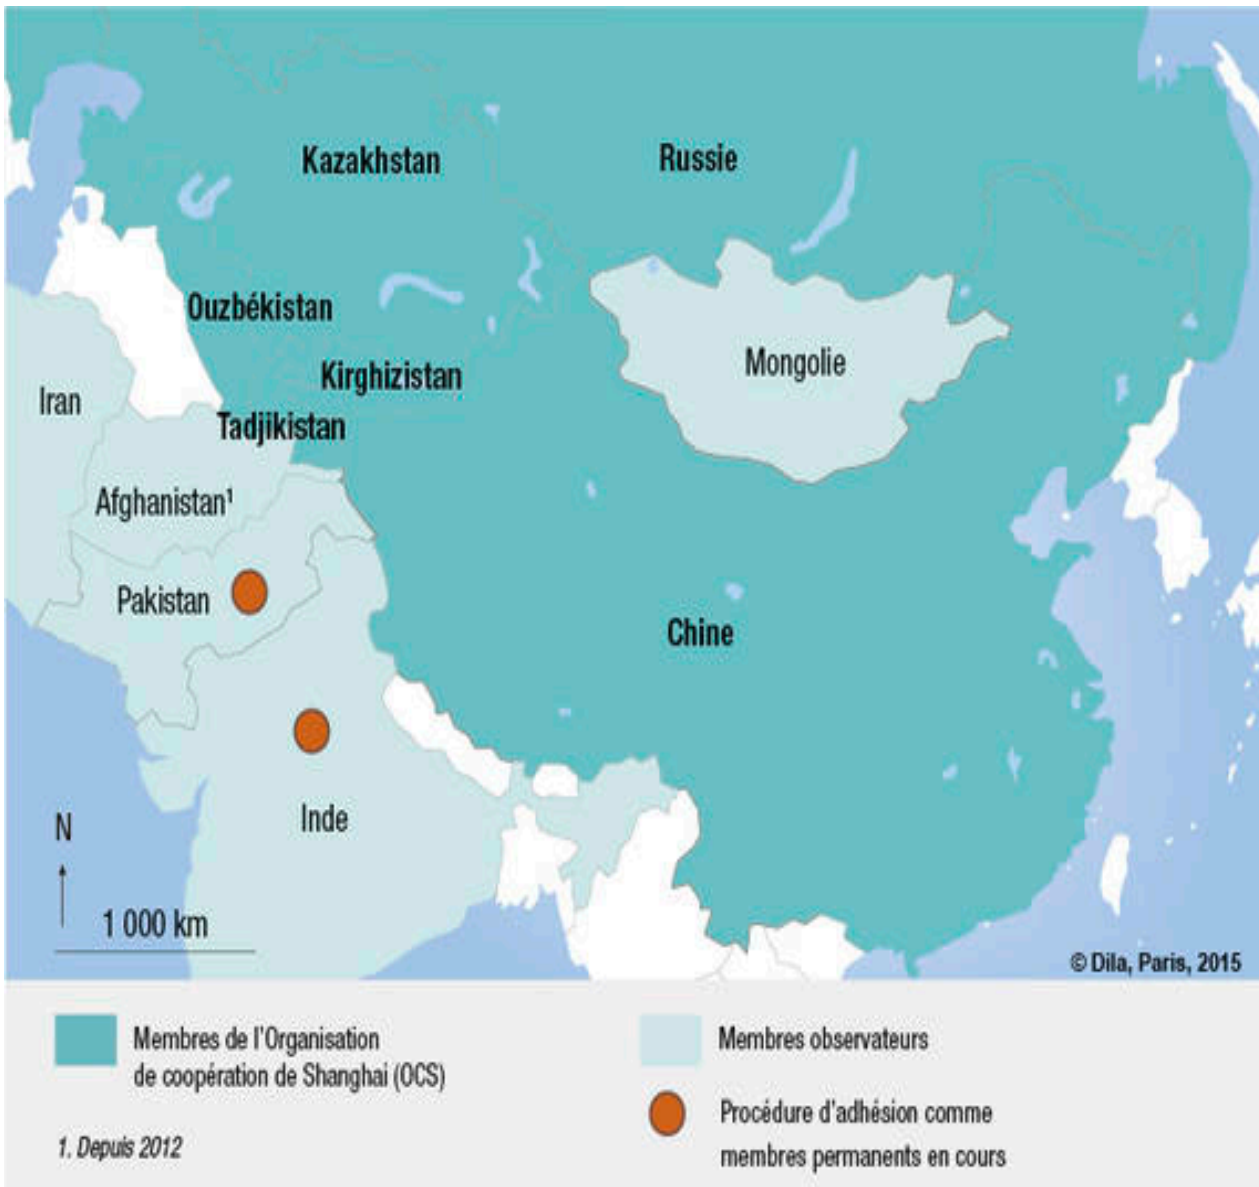 Kazakhstan
Russie
Ouzbékistan
Kirghizistan
Mongolie
Iran
Tadjikistan
Afghanistan¹
Pakistan
Chine
Inde
N
1 000 km
© Dila, Paris, 2015
Membres de l'Organisation
de coopération de Shanghai (OCS)
1. Depuis 2012
Membres observateurs
Procédure d'adhésion comme
membres permanents en cours